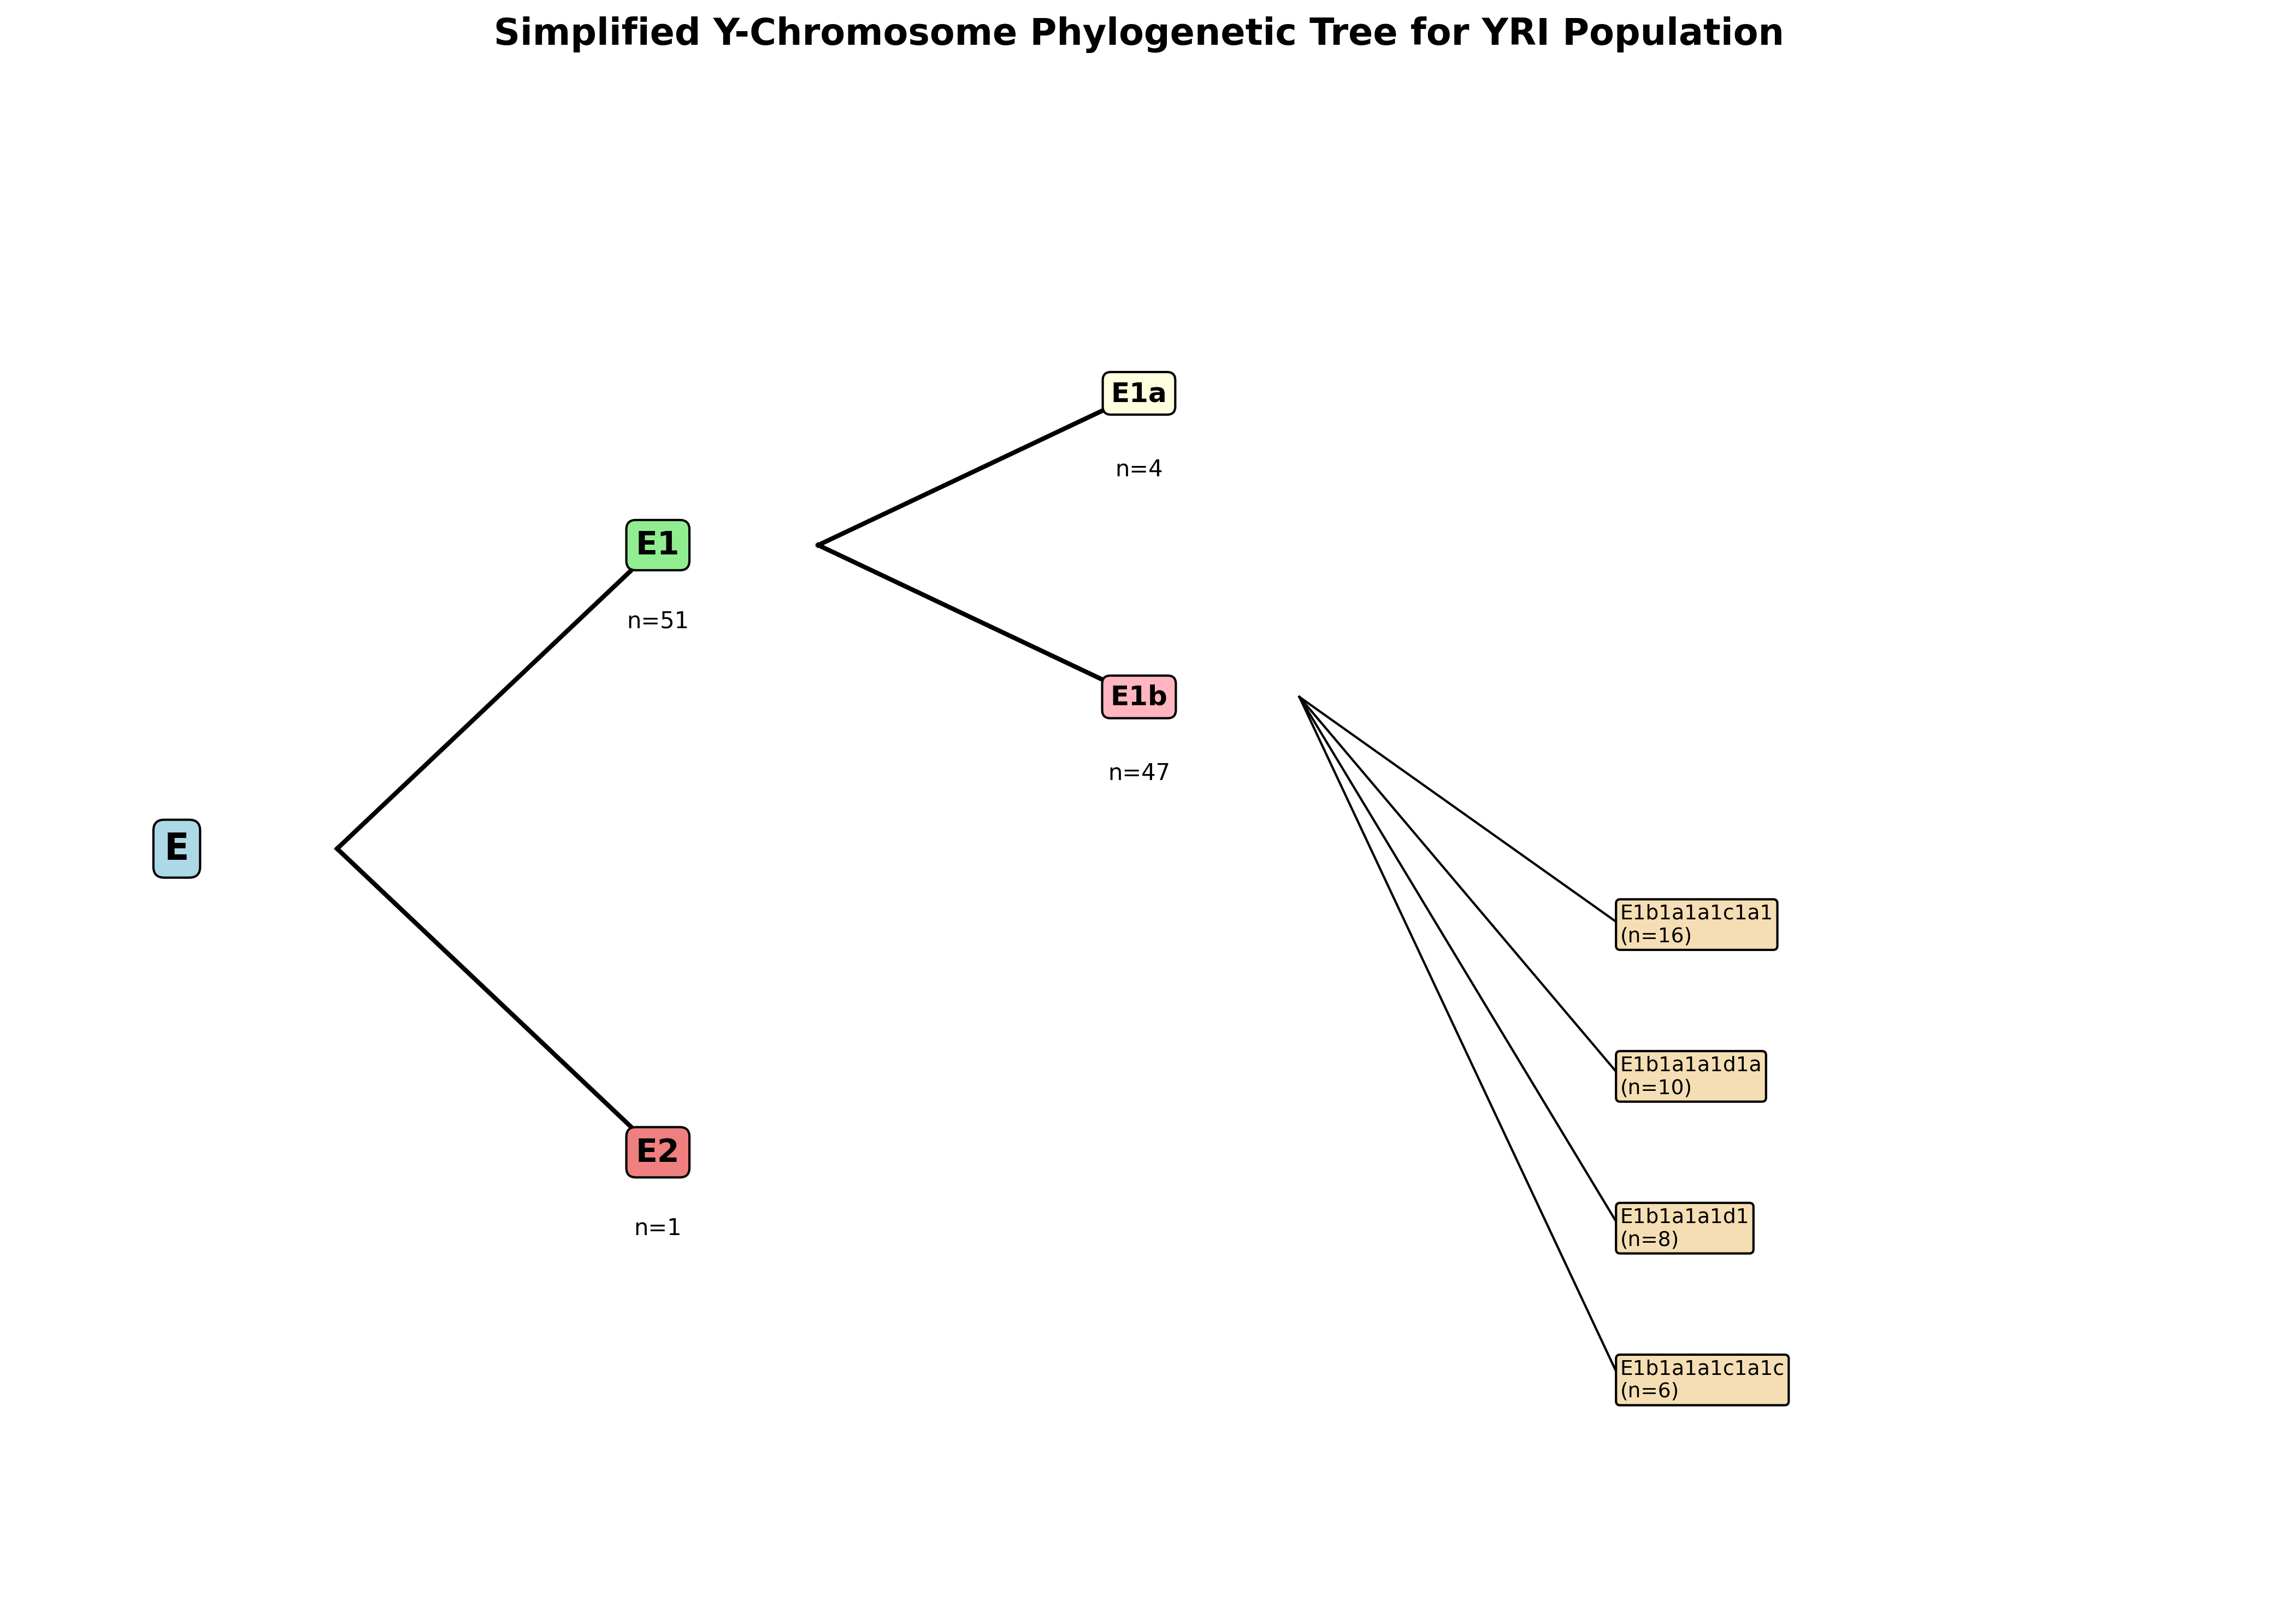 Simplified Y-Chromosome Phylogenetic Tree for YRI Population
E1a
n=4
E1
n=51
E1b
n=47
E
E1b1a1a1c1a1
(n=16)
E1b1a1a1d1a
(n=10)
E2
n=1
E1b1a1a1d1
(n=8)
E1b1a1a1c1a1c
(n=6)